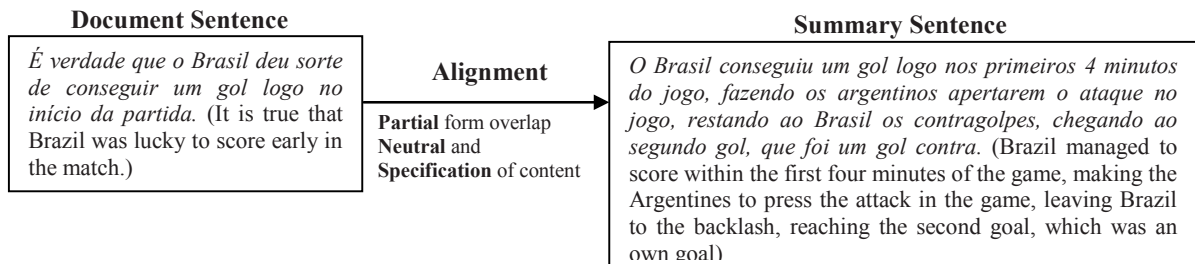 Document Sentence
É verdade que o Brasil deu sorte
de conseguir um gol logo no
início da partida. (It is true that
Brazil was lucky to score early in
the match.)
Alignment
Partial form overlap
Neutral and
Specification of content
Summary Sentence
O Brasil conseguiu um gol logo nos primeiros 4 minutos
do jogo, fazendo os argentinos apertarem o ataque no
jogo, restando ao Brasil os contragolpes, chegando ao
segundo gol, que foi um gol contra. (Brazil managed to
score within the first four minutes of the game, making the
Argentines to press the attack in the game, leaving Brazil
to the backlash, reaching the second goal, which was an
own goal)